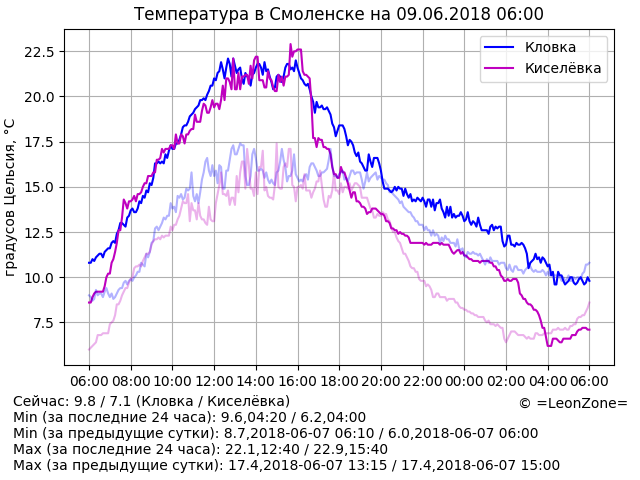 Температура в Смоленске на 09.06.2018 06:00
градусов Цельсия, °C
22.5
20.0
17.5
15.0
12.5
10.0
7.5
Кловка
Киселёвка
06:00 08:00 10:00 12:00 14:00 16:00 18:00 20:00 22:00 00:00 02:00 04:00 06:00
Сейчас: 9.8 / 7.1 (Кловка / Киселёвка)
© =LeonZone=
Min (за последние 24 часа): 9.6,04:20 / 6.2,04:00
Min (за предыдущие сутки): 8.7,2018-06-07 06:10 / 6.0,2018-06-07 06:00
Max (за последние 24 часа): 22.1,12:40 / 22.9,15:40
Max (за предыдущие сутки): 17.4,2018-06-07 13:15 / 17.4,2018-06-07 15:00